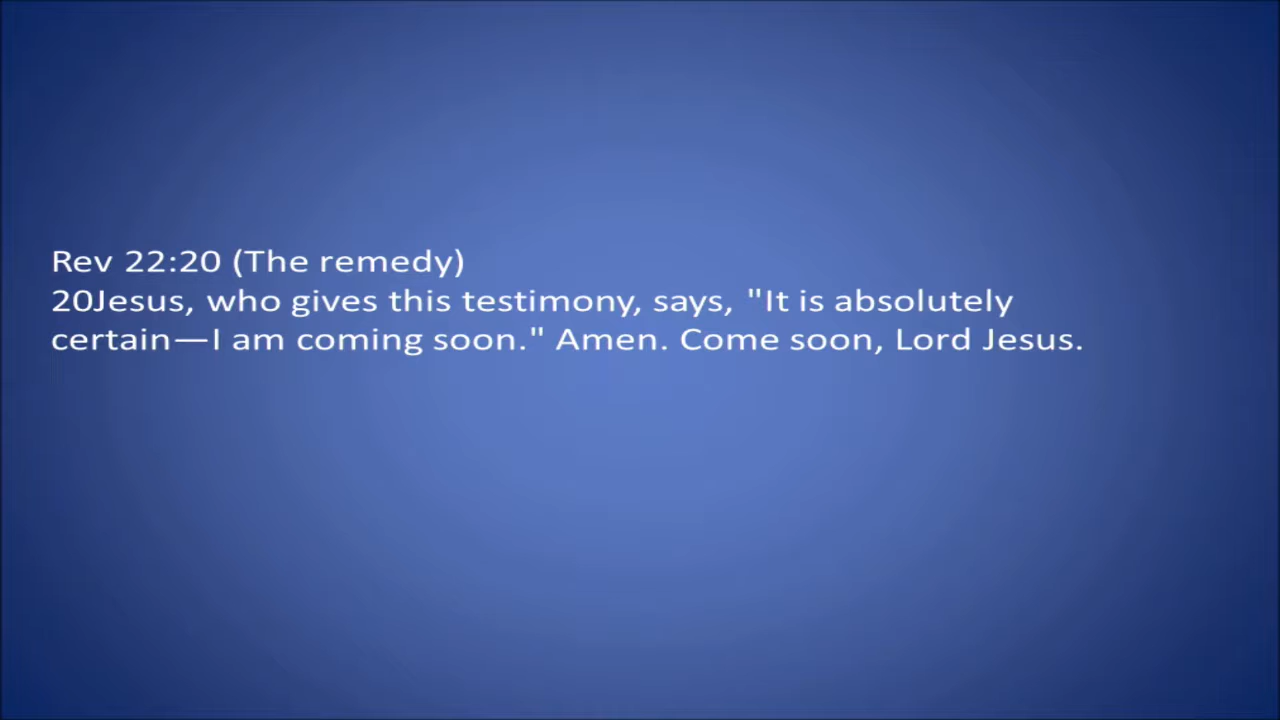 Rev 22:20 (The remedy)
20Jesus, who gives this testimony, says, "It is absolutely
certain—I am coming soon." Amen. Come soon, Lord Jesus.